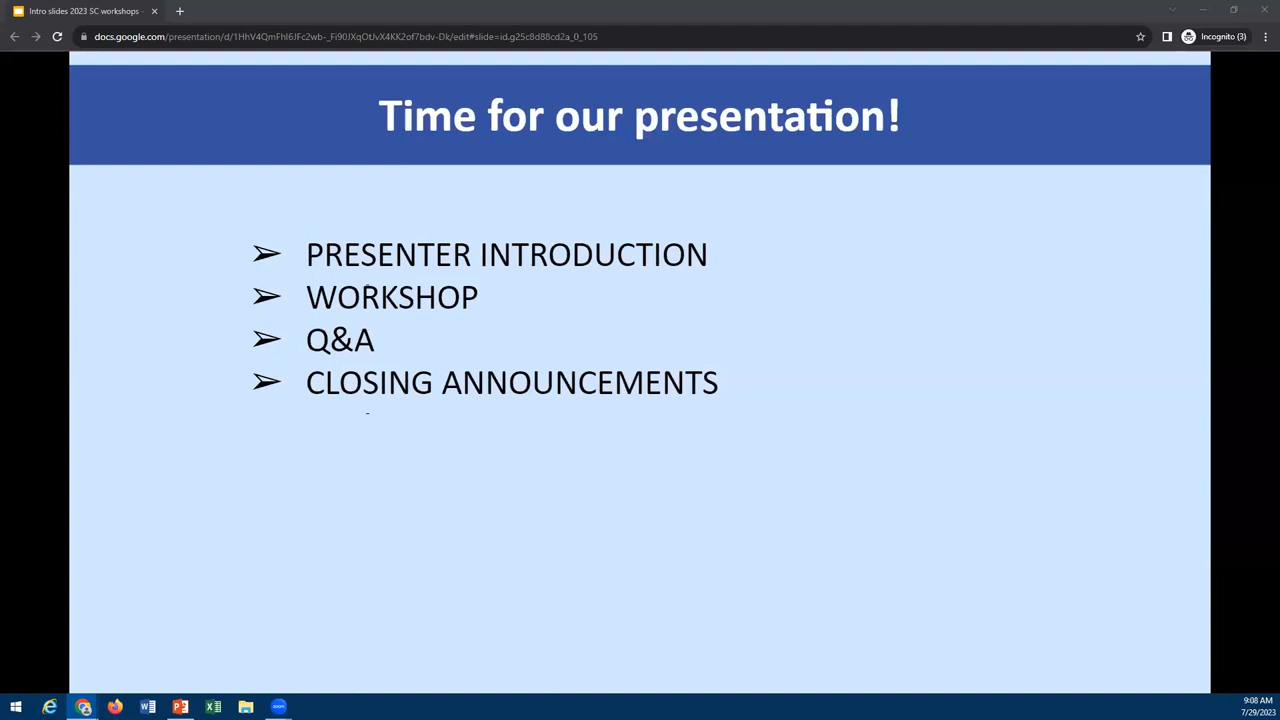 Intro slides 2023 SC workshops -
docs.google.com/presentation/d/1HhV4QmFhI6JFc2wb-_Fi90JXqOtJvX4KK2of7bdv-Dk/edit#slide=id.g25c8d88cd2a_0_105
Incognito (3)
Time for our presentation!
➢ PRESENTER INTRODUCTION
➢ WORKSHOP
➢ Q&A
➢ CLOSING ANNOUNCEMENTS
zoom
9:08 AM
7/29/2023